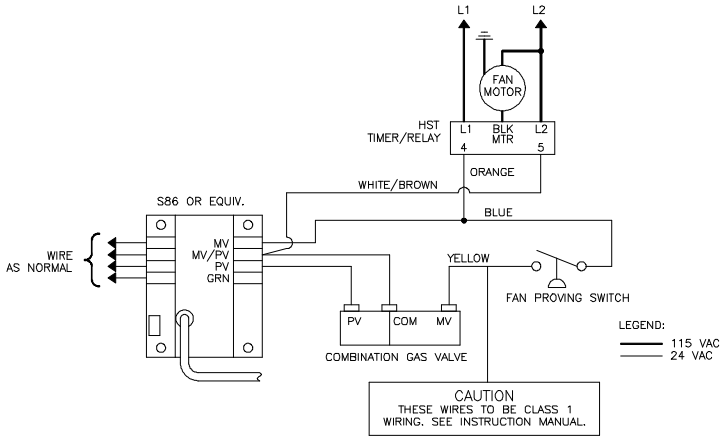 L1
L2
FAN
MOTOR
HST
TIMER/RELAY
L1
BLK
MTR
L2
4
5
ORANGE
WHITE/BROWN
S86 OR EQUIV.
BLUE
WIRE
AS NORMAL
MV
MV/PV
PV
GRN
YELLOW
FAN PROVING SWITCH
PV
COM
MV
COMBINATION GAS VALVE
LEGEND:
115 VAC
24 VAC
CAUTION
THESE WIRES TO BE CLASS 1
WIRING. SEE INSTRUCTION MANUAL.